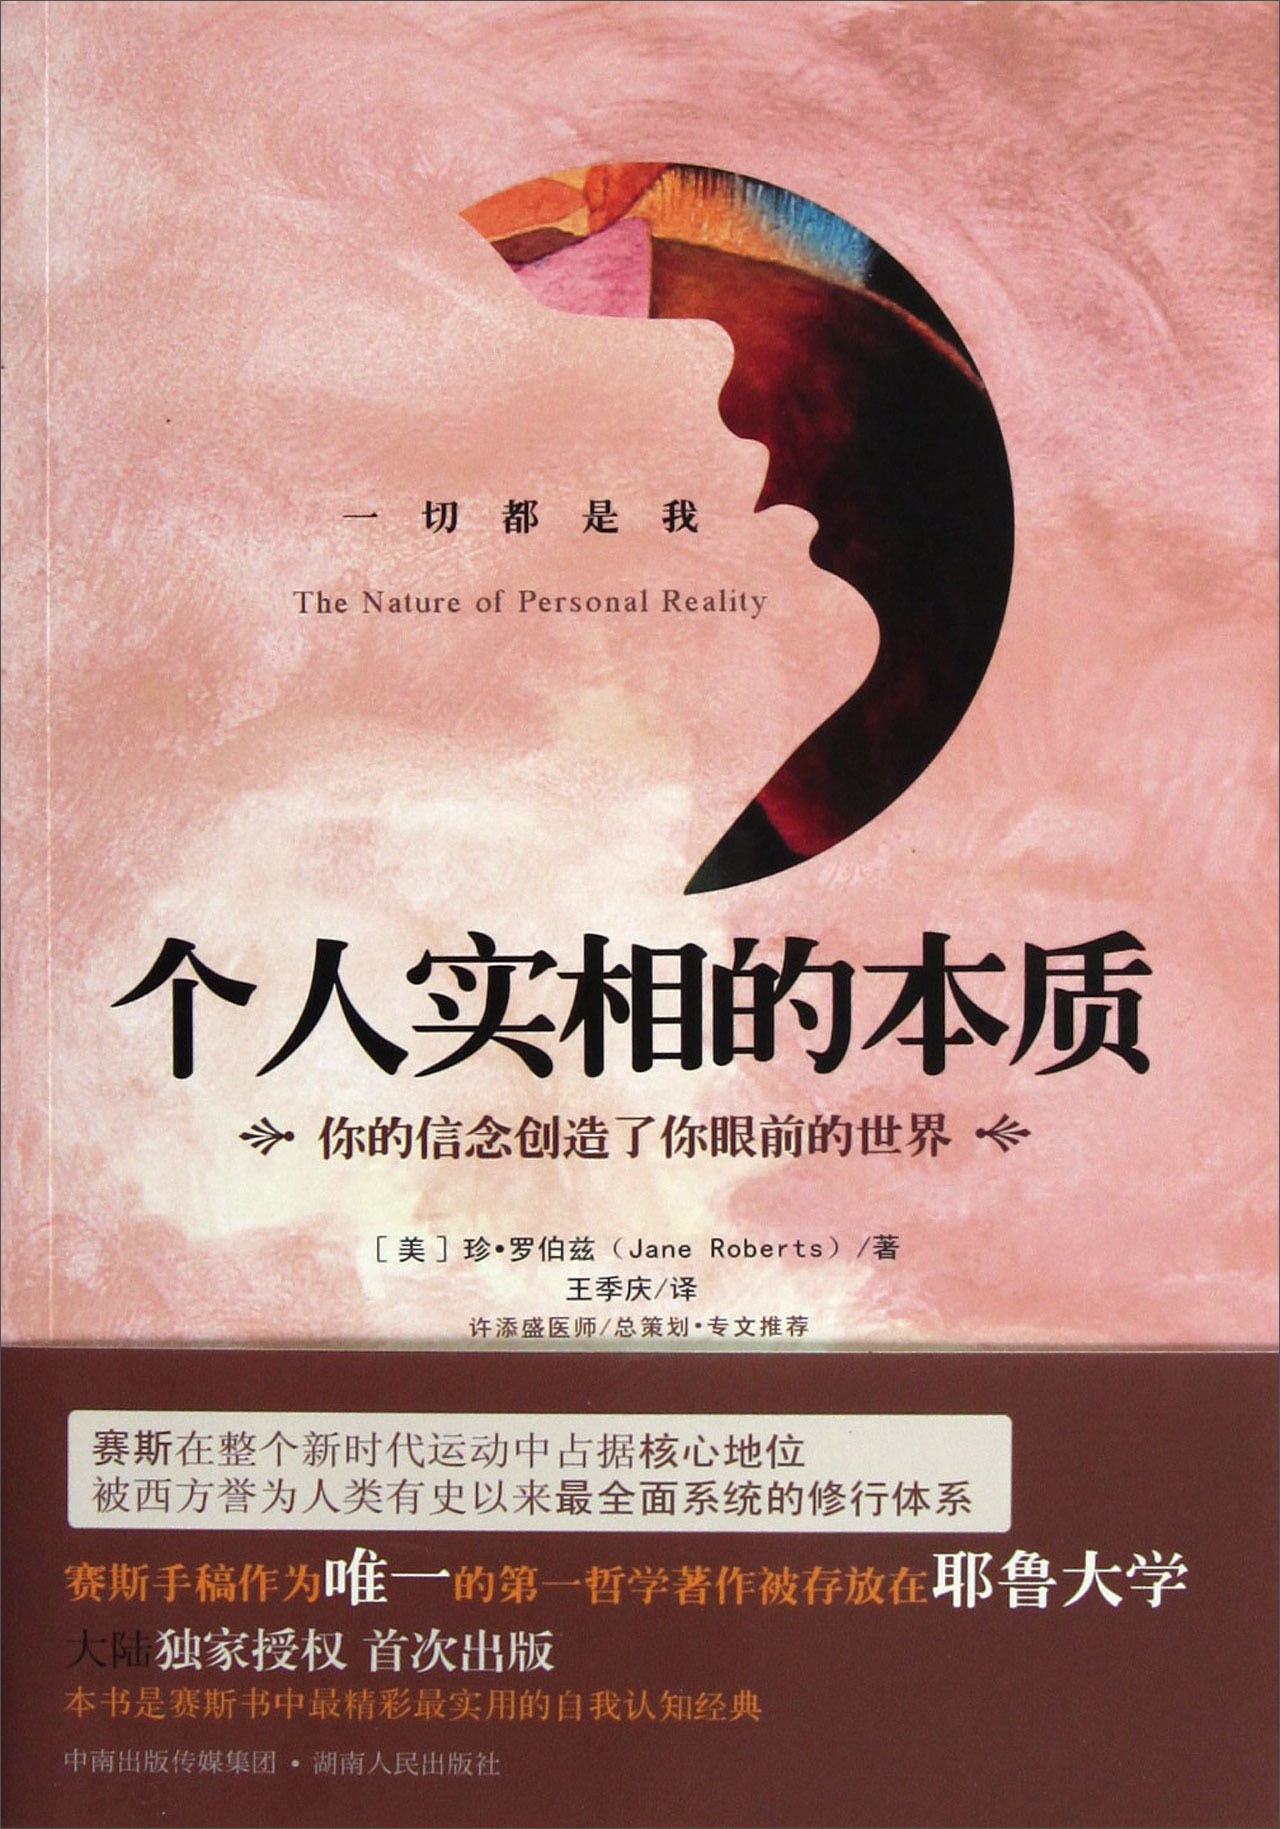 一切都是我
The Nature of Personal Reality
个人实相的本质
你的信念创造了你眼前的世界
[美]珍•罗伯兹（Jane Roberts）/著
王季庆/译
许添盛医师/总策划•专文推荐
赛斯在整个新时代运动中占据核心地位
被西方誉为人类有史以来最全面系统的修行体系
赛斯手稿作为唯一的第一哲学著作被存放在耶鲁大学
大陆独家授权 首次出版
本书是赛斯书中最精彩最实用的自我认知经典
中南出版传媒集团•湖南人民出版社